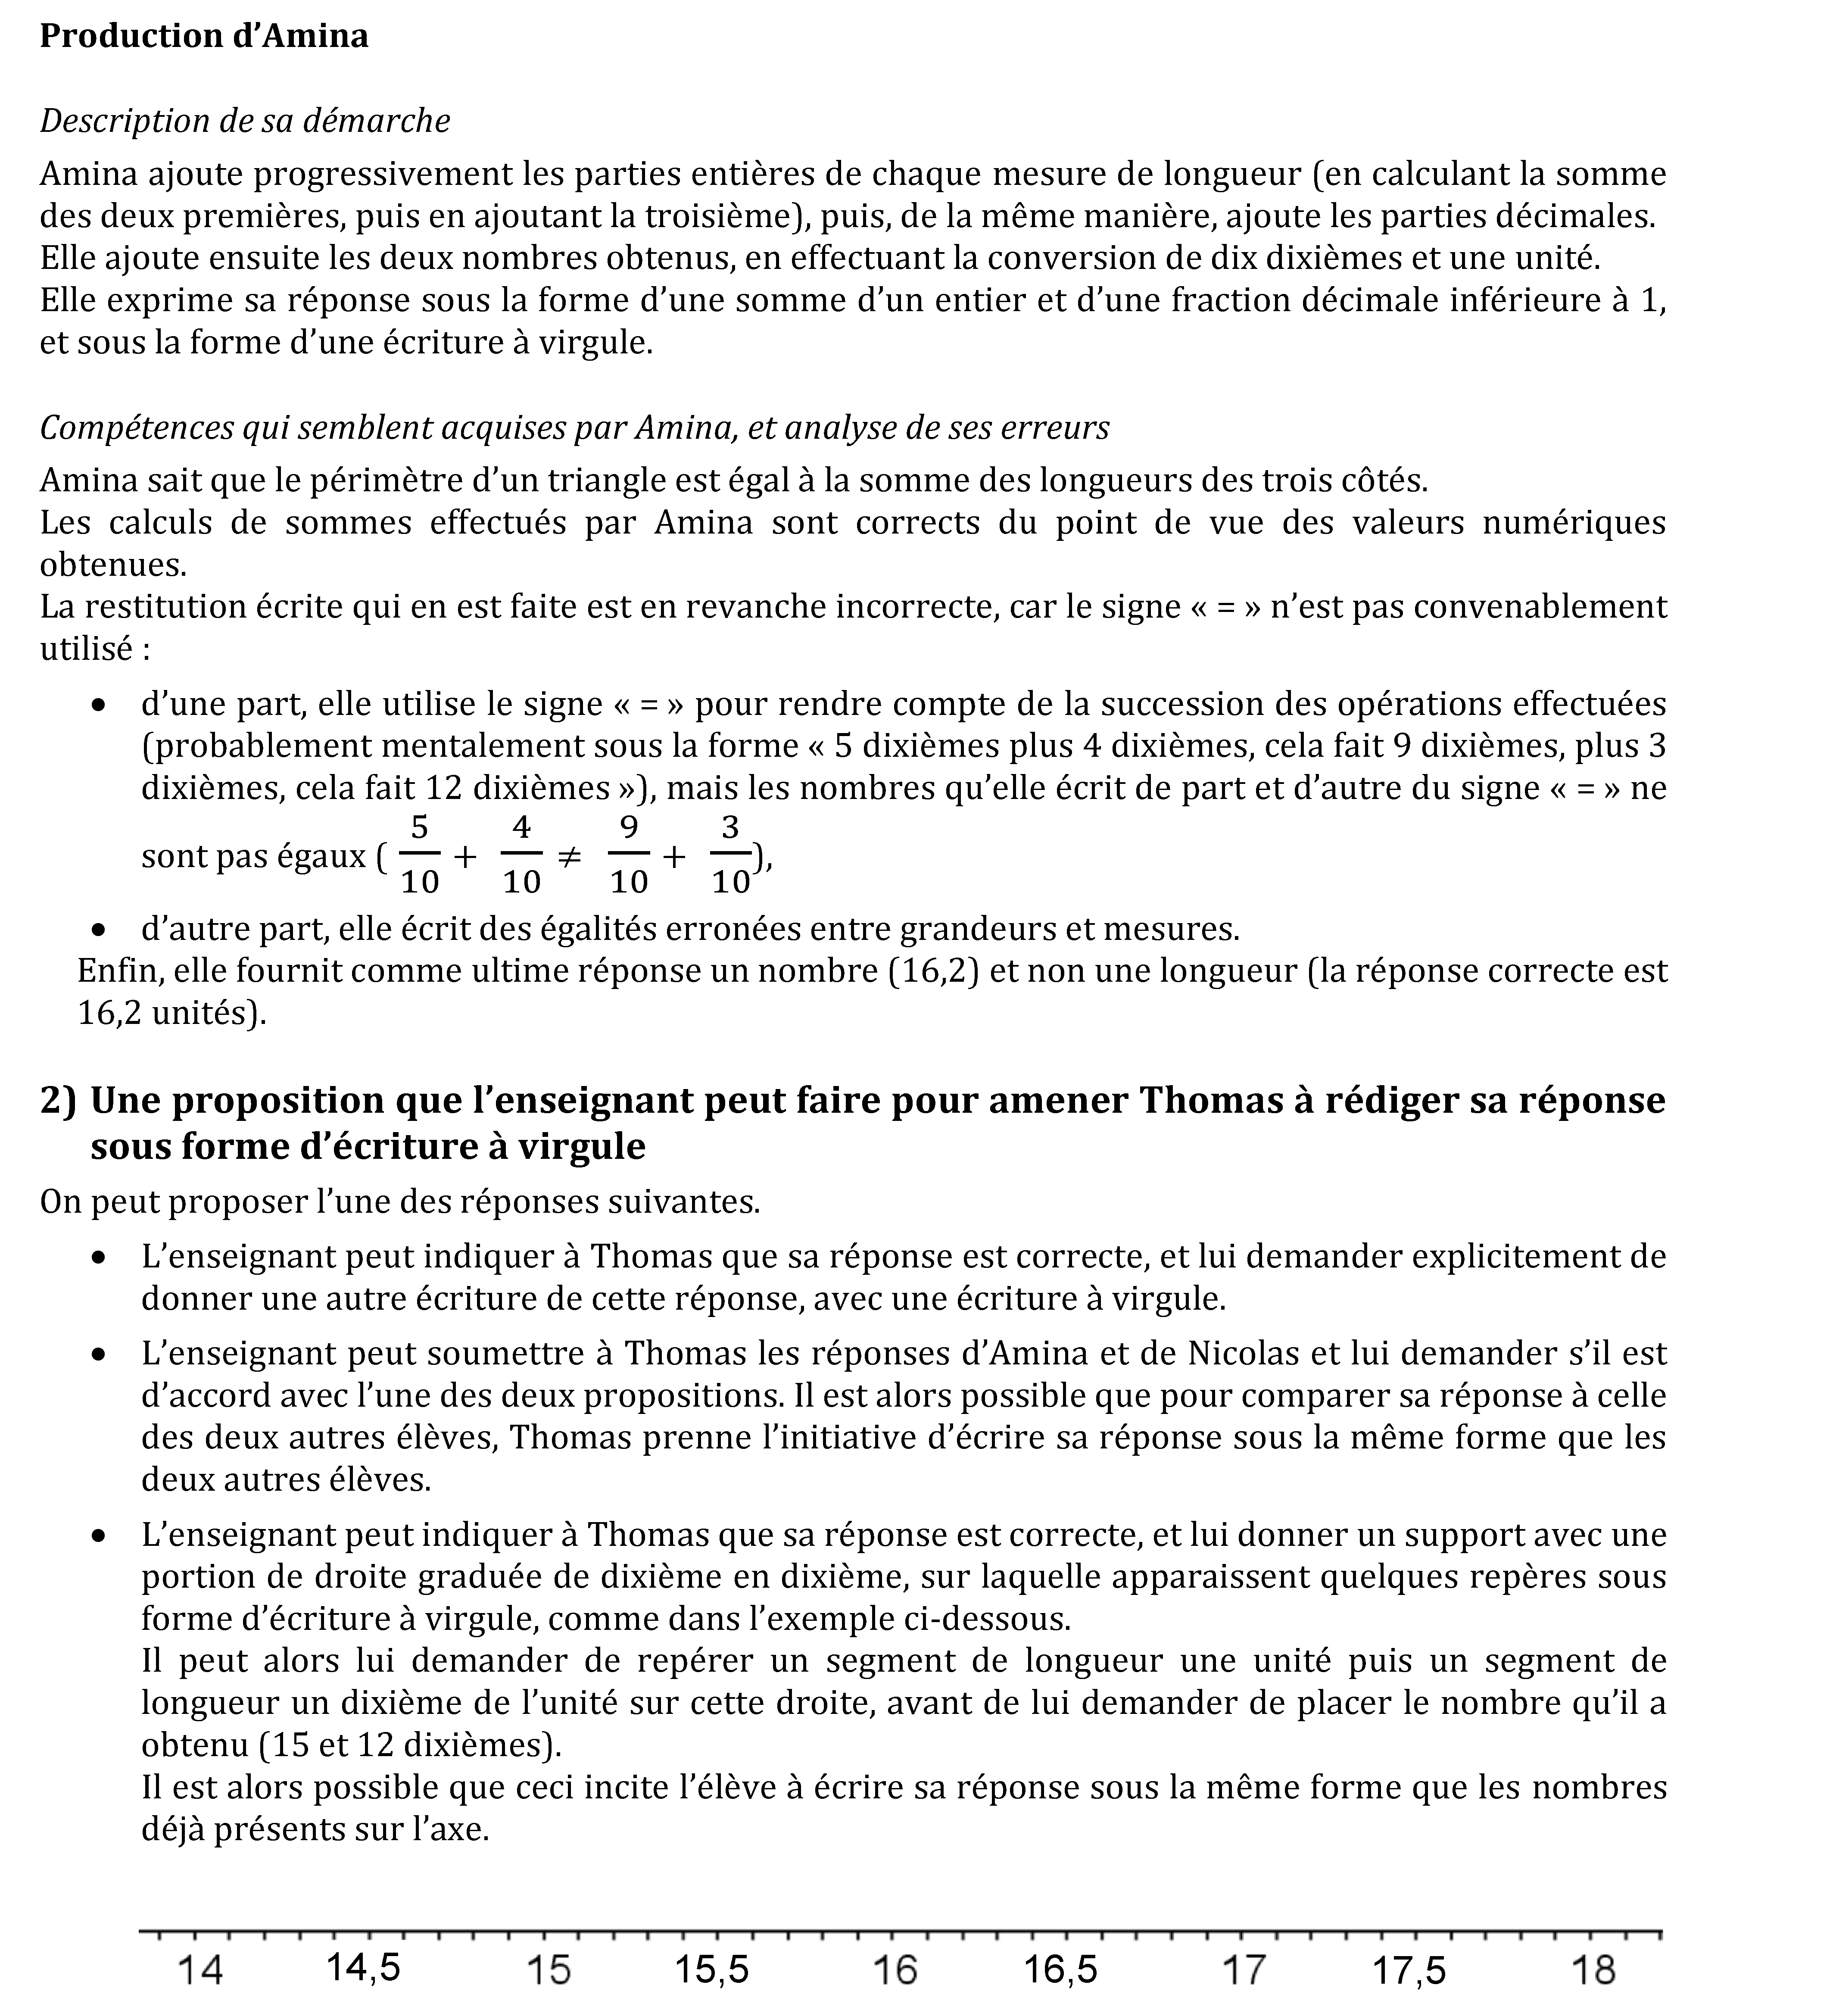 Production d’Amina
Description de sa démarche
Amina ajoute progressivement les parties entières de chaque mesure de longueur (en calculant la somme
des deux premières, puis en ajoutant la troisième), puis, de la même manière, ajoute les parties décimales.
Elle ajoute ensuite les deux nombres obtenus, en effectuant la conversion de dix dixièmes et une unité.
Elle exprime sa réponse sous la forme d’une somme d’un entier et d’une fraction décimale inférieure à 1,
et sous la forme d’une écriture à virgule.
Compétences qui semblent acquises par Amina, et analyse de ses erreurs
Amina sait que le périmètre d’un triangle est égal à la somme des longueurs des trois côtés.
Les calculs de sommes effectués par Amina sont corrects du point de vue des valeurs numériques
obtenues.
La restitution écrite qui en est faite est en revanche incorrecte, car le signe « = » n’est pas convenablement
utilisé :
• d’une part, elle utilise le signe « = » pour rendre compte de la succession des opérations effectuées
(probablement mentalement sous la forme « 5 dixièmes plus 4 dixièmes, cela fait 9 dixièmes, plus 3
dixièmes, cela fait 12 dixièmes »), mais les nombres qu’elle écrit de part et d’autre du signe « = » ne
sont pas égaux ( 5/10 + 4/10 ≠ 9/10 + 3/10),
• d’autre part, elle écrit des égalités erronées entre grandeurs et mesures.
Enfin, elle fournit comme ultime réponse un nombre (16,2) et non une longueur (la réponse correcte est
16,2 unités).
2) Une proposition que l’enseignant peut faire pour amener Thomas à rédiger sa réponse
sous forme d’écriture à virgule
On peut proposer l’une des réponses suivantes.
• L’enseignant peut indiquer à Thomas que sa réponse est correcte, et lui demander explicitement de
donner une autre écriture de cette réponse, avec une écriture à virgule.
• L’enseignant peut soumettre à Thomas les réponses d’Amina et de Nicolas et lui demander s’il est
d’accord avec l’une des deux propositions. Il est alors possible que pour comparer sa réponse à celle
des deux autres élèves, Thomas prenne l’initiative d’écrire sa réponse sous la même forme que les
deux autres élèves.
• L’enseignant peut indiquer à Thomas que sa réponse est correcte, et lui donner un support avec une
portion de droite graduée de dixième en dixième, sur laquelle apparaissent quelques repères sous
forme d’écriture à virgule, comme dans l’exemple ci-dessous.
Il peut alors lui demander de repérer un segment de longueur une unité puis un segment de
longueur un dixième de l’unité sur cette droite, avant de lui demander de placer le nombre qu’il a
obtenu (15 et 12 dixièmes).
Il est alors possible que ceci incite l’élève à écrire sa réponse sous la même forme que les nombres
déjà présents sur l’axe.
14 14,5 15 15,5 16 16,5 17 17,5 18